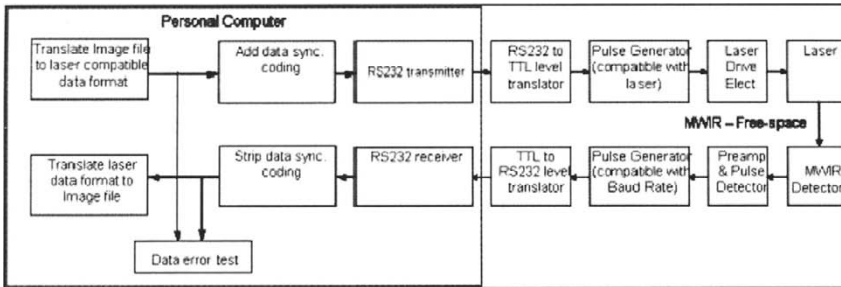 Personal Computer
Translate Image file
to laser compatible
data format
Add data sync.
coding
RS232 transmitter
RS232 to
TTL level
translator
Pulse Generator
(compatible with
laser)
Laser
Drive
Elect
Laser
MWIR – Free-space
Translate laser
data format to
Image file
Strip data sync.
coding
RS232 receiver
TTL to
RS232 level
translator
Pulse Generator
(compatible with
Baud Rate)
Preamp
& Pulse
Detector
MWIR
Detector
Data error test